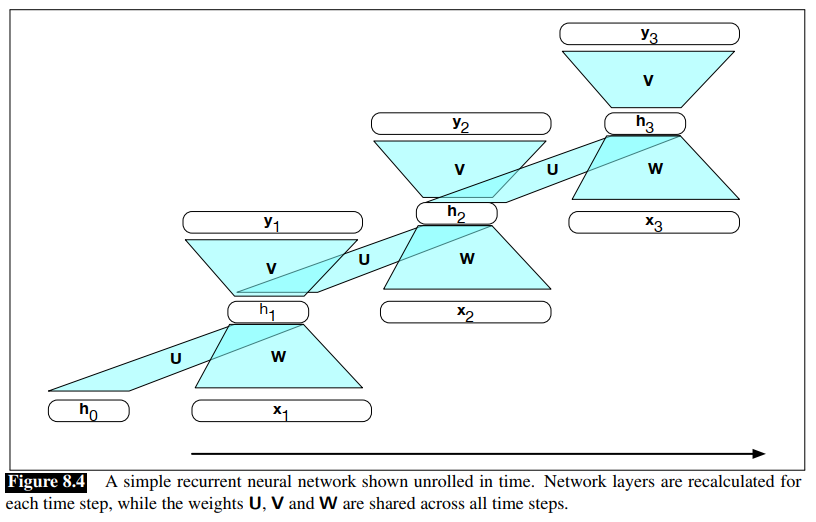 y3
V
h3
y2
V
U
W
h2
x3
y1
V
U
W
h1
x2
U
W
h0
x1
Figure 8.4 A simple recurrent neural network shown unrolled in time. Network layers are recalculated for
each time step, while the weights U, V and W are shared across all time steps.